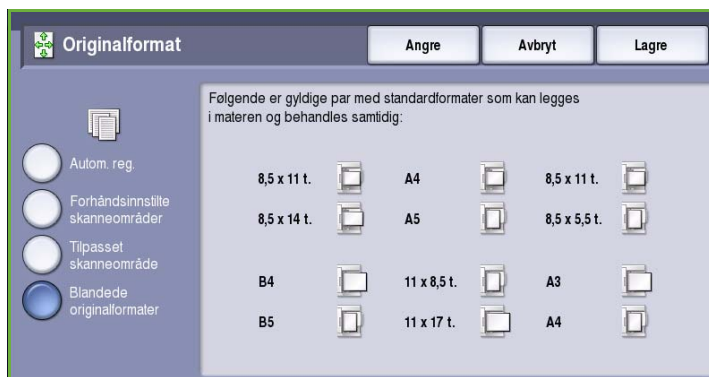 Originalformat
Angre
Avbryt
Lagre
Følgende er gyldige par med standardformater som kan legges
i materen og behandles samtidig:
Autom. reg.
Forhåndsinnstilte
skanneområder
Tilpasset
skanneområde
Blandede
originalformater
8,5 x 11 t. A4 8,5 x 11 t.
8,5 x 14 t. A5 8,5 x 5,5 t.
B4 11 x 8,5 t. A3
B5 11 x 17 t. A4